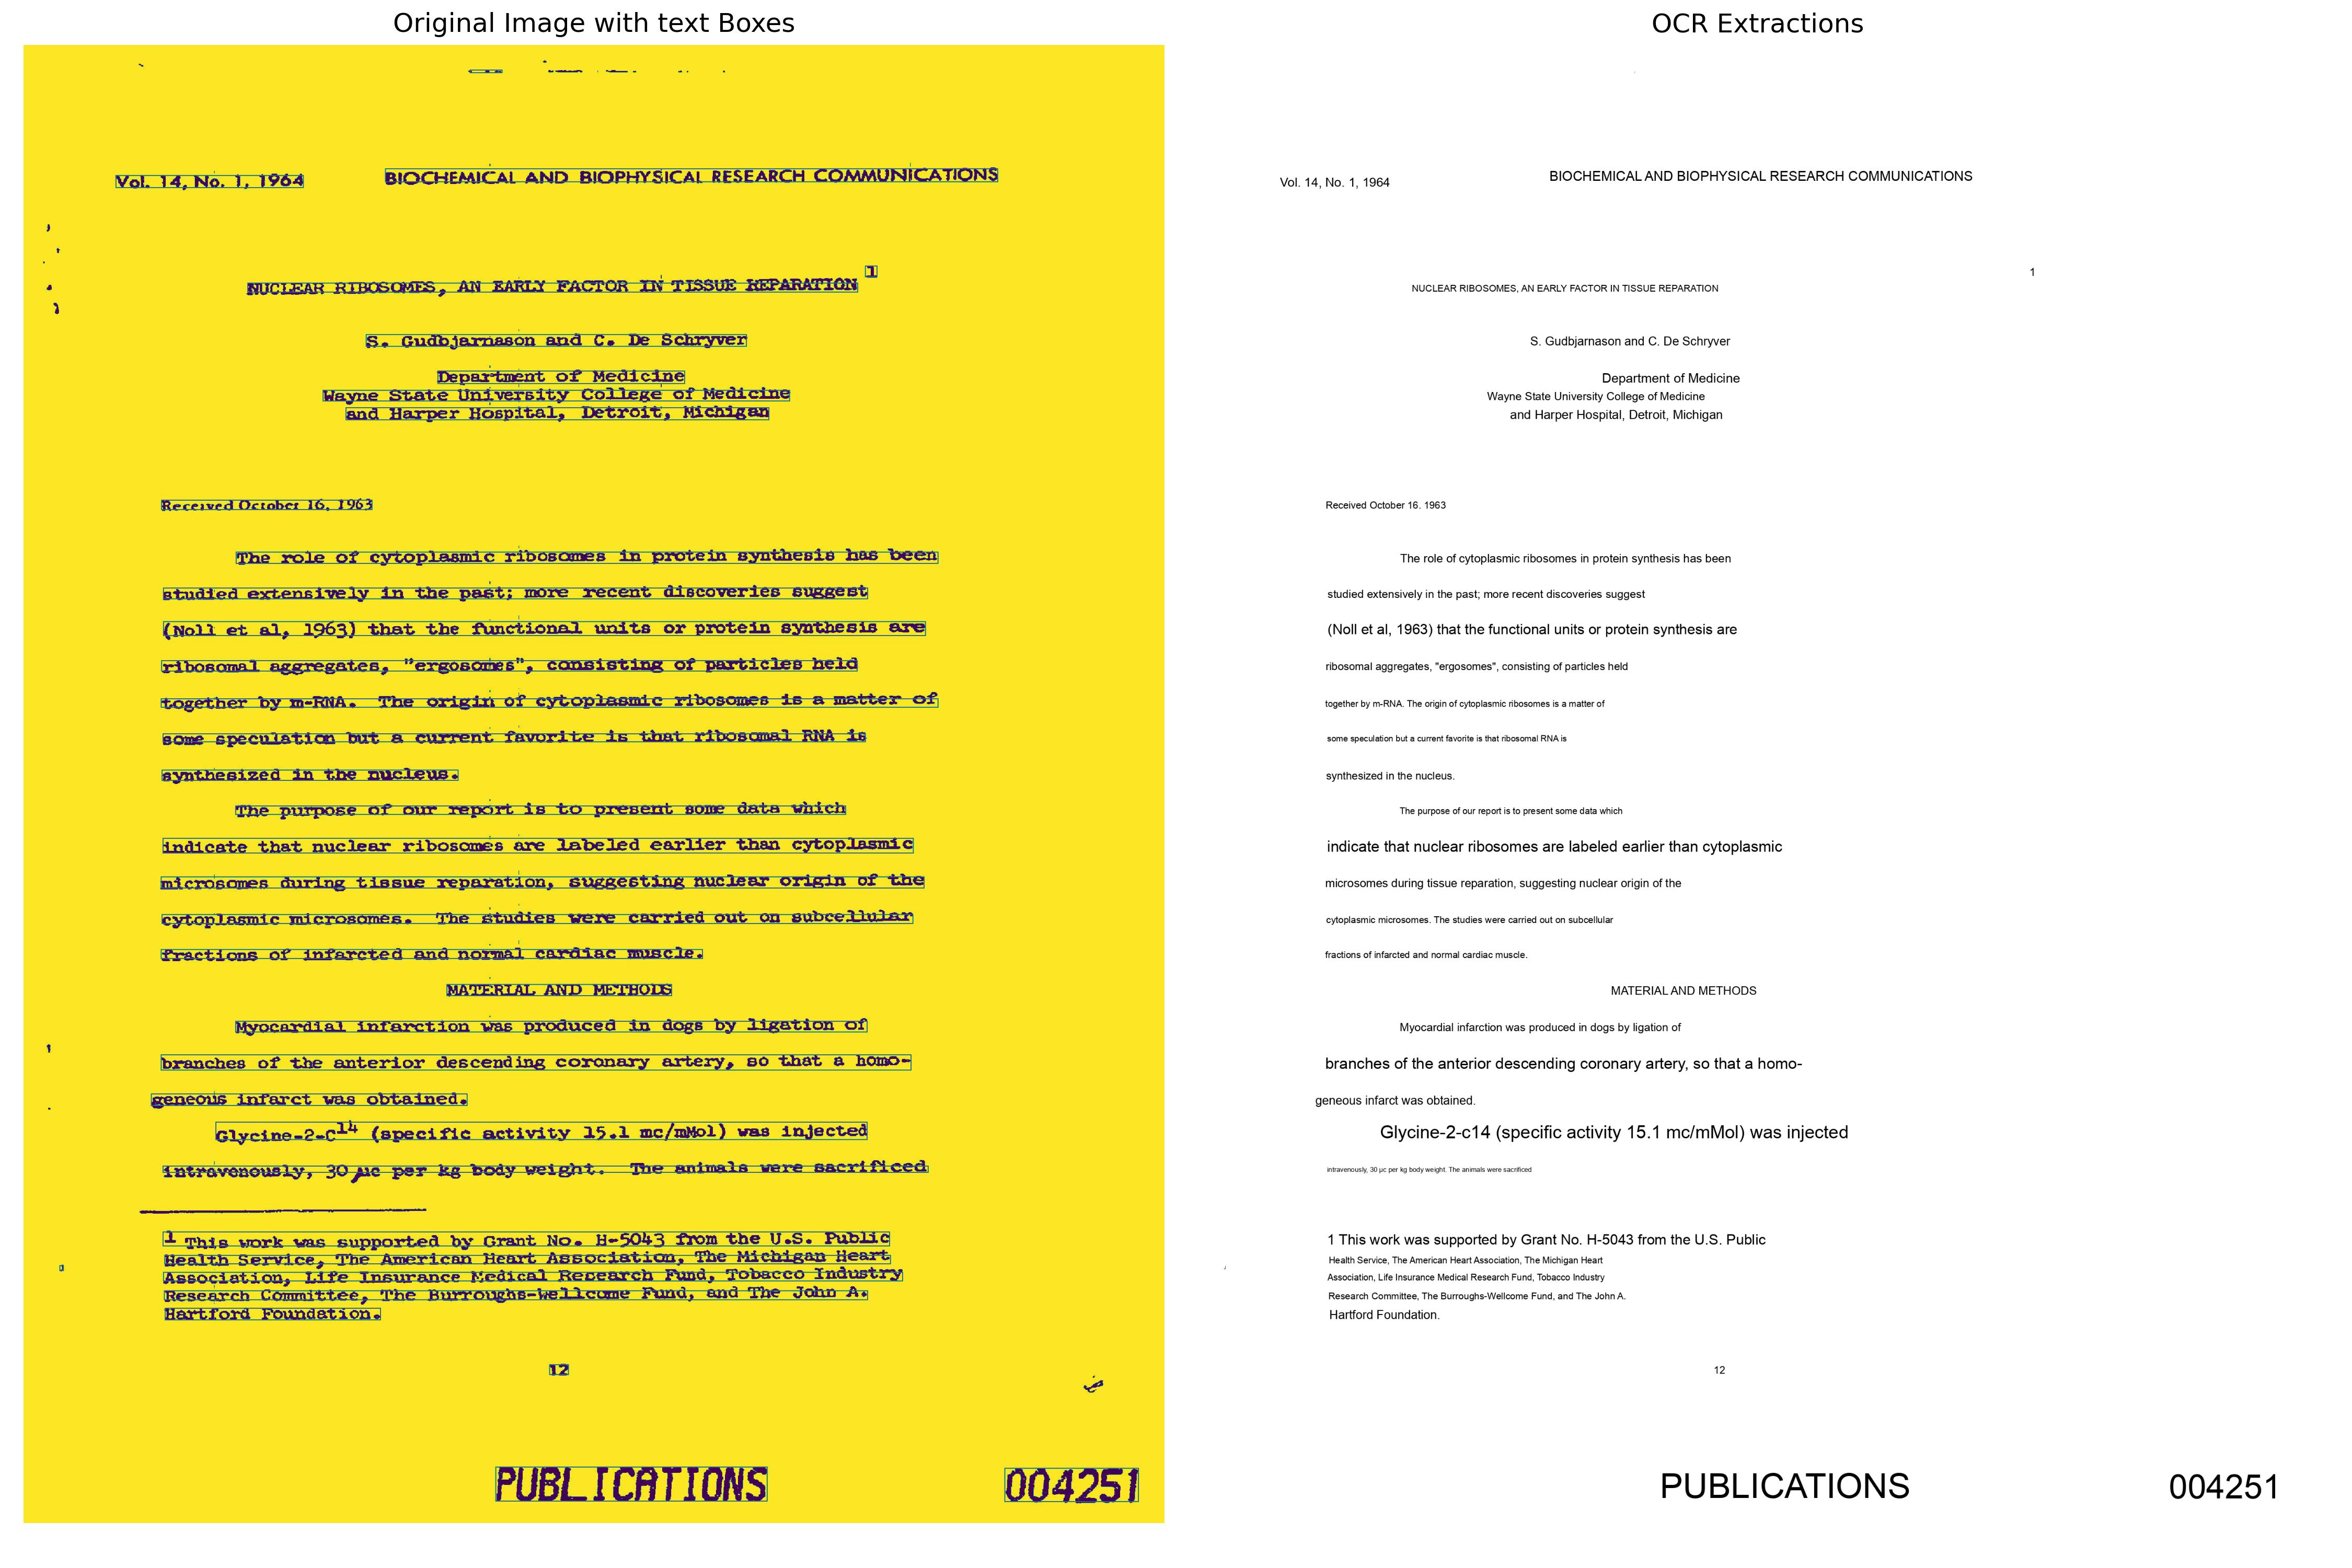 Original Image with text Boxes
Vol. 14, No. 1, 1964 BIOCHEMICAL AND BIOPHYSICAL RESEARCH COMMUNICATIONS
NUCLEAR RIBOSOMES, AN EARLY FACTOR IN TISSUE REPARATION 1
S. Gudbjarnason and C. De Schryver
Department of Medicine
Wayne State University College of Medicine
and Harper Hospital, Detroit, Michigan
Received October 16, 1963
The role of cytoplasmic ribosomes in protein synthesis has been
studied extensively in the past; more recent discoveries suggest
(Noll et al, 1963) that the functional units or protein synthesis are
ribosomal aggregates, "ergosomes", consisting of particles held
together by m-RNA. The origin of cytoplasmic ribosomes is a matter of
some speculation but a current favorite is that ribosomal RNA is
synthesized in the nucleus.
The purpose of our report is to present some data which
indicate that nuclear ribosomes are labeled earlier than cytoplasmic
microsomes during tissue reparation, suggesting nuclear origin of the
cytoplasmic microsomes. The studies were carried out on subcellular
fractions of infarcted and normal cardiac muscle.
MATERIAL AND METHODS
Myocardial infarction was produced in dogs by ligation of
branches of the anterior descending coronary artery, so that a homo-
geneous infarct was obtained.
Glycine-2-C14 (specific activity 15.1 mc/mMol) was injected
intravenously, 30 µc per kg body weight. The animals were sacrificed
1 This work was supported by Grant No. H-5043 from the U.S. Public
Health Service, The American Heart Association, The Michigan Heart
Association, Life Insurance Medical Research Fund, Tobacco Industry
Research Committee, The Burroughs-Wellcome Fund, and The John A.
Hartford Foundation.
12
PUBLICATIONS 004251
OCR Extractions
Vol. 14, No. 1, 1964 BIOCHEMICAL AND BIOPHYSICAL RESEARCH COMMUNICATIONS
1
NUCLEAR RIBOSOMES, AN EARLY FACTOR IN TISSUE REPARATION
S. Gudbjarnason and C. De Schryver
Department of Medicine
Wayne State University College of Medicine
and Harper Hospital, Detroit, Michigan
Received October 16. 1963
The role of cytoplasmic ribosomes in protein synthesis has been
studied extensively in the past; more recent discoveries suggest
(Noll et al, 1963) that the functional units or protein synthesis are
ribosomal aggregates, "ergosomes", consisting of particles held
together by m-RNA. The origin of cytoplasmic ribosomes is a matter of
some speculation but a current favorite is that ribosomal RNA is
synthesized in the nucleus.
The purpose of our report is to present some data which
indicate that nuclear ribosomes are labeled earlier than cytoplasmic
microsomes during tissue reparation, suggesting nuclear origin of the
cytoplasmic microsomes. The studies were carried out on subcellular
fractions of infarcted and normal cardiac muscle.
MATERIAL AND METHODS
Myocardial infarction was produced in dogs by ligation of
branches of the anterior descending coronary artery, so that a homo-
geneous infarct was obtained.
Glycine-2-c14 (specific activity 15.1 mc/mMol) was injected
intravenously, 30 µc per kg body weight. The animals were sacrificed
1 This work was supported by Grant No. H-5043 from the U.S. Public
Health Service, The American Heart Association, The Michigan Heart
Association, Life Insurance Medical Research Fund, Tobacco Industry
Research Committee, The Burroughs-Wellcome Fund, and The John A.
Hartford Foundation.
12
PUBLICATIONS 004251